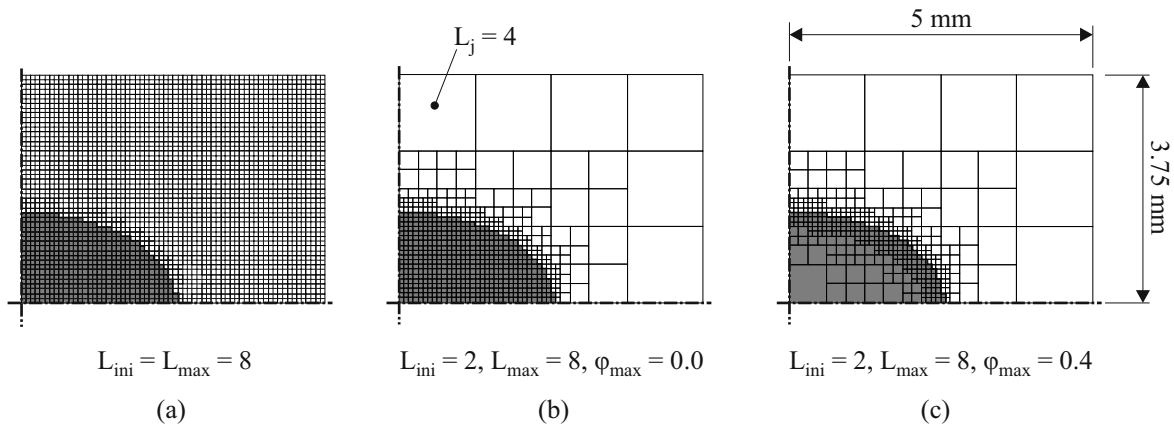 5 mm
L_j = 4
3.75 mm
L_ini = L_max = 8
L_ini = 2, L_max = 8, φ_max = 0.0
L_ini = 2, L_max = 8, φ_max = 0.4
(a)
(b)
(c)